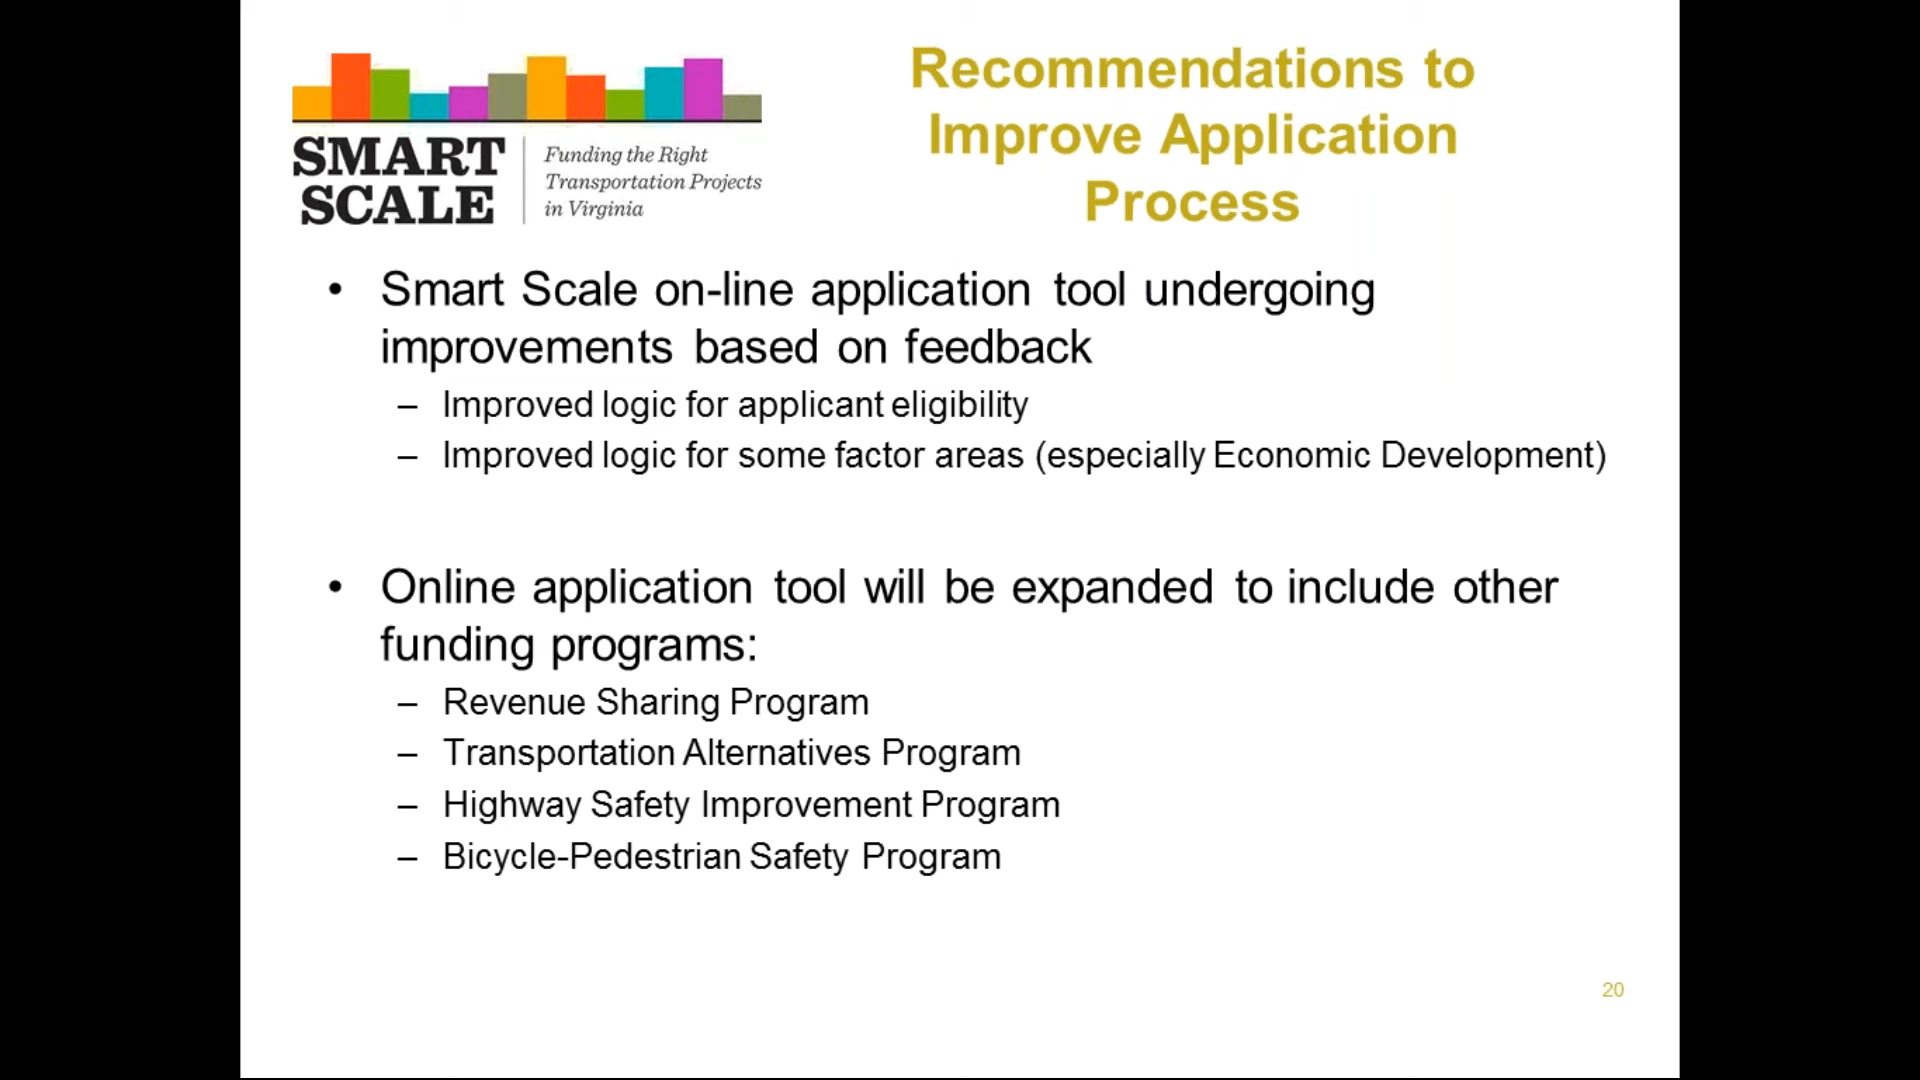 SMART
SCALE
Funding the Right
Transportation Projects
in Virginia
Recommendations to
Improve Application
Process
• Smart Scale on-line application tool undergoing
improvements based on feedback
– Improved logic for applicant eligibility
– Improved logic for some factor areas (especially Economic Development)
• Online application tool will be expanded to include other
funding programs:
– Revenue Sharing Program
– Transportation Alternatives Program
– Highway Safety Improvement Program
– Bicycle-Pedestrian Safety Program
20